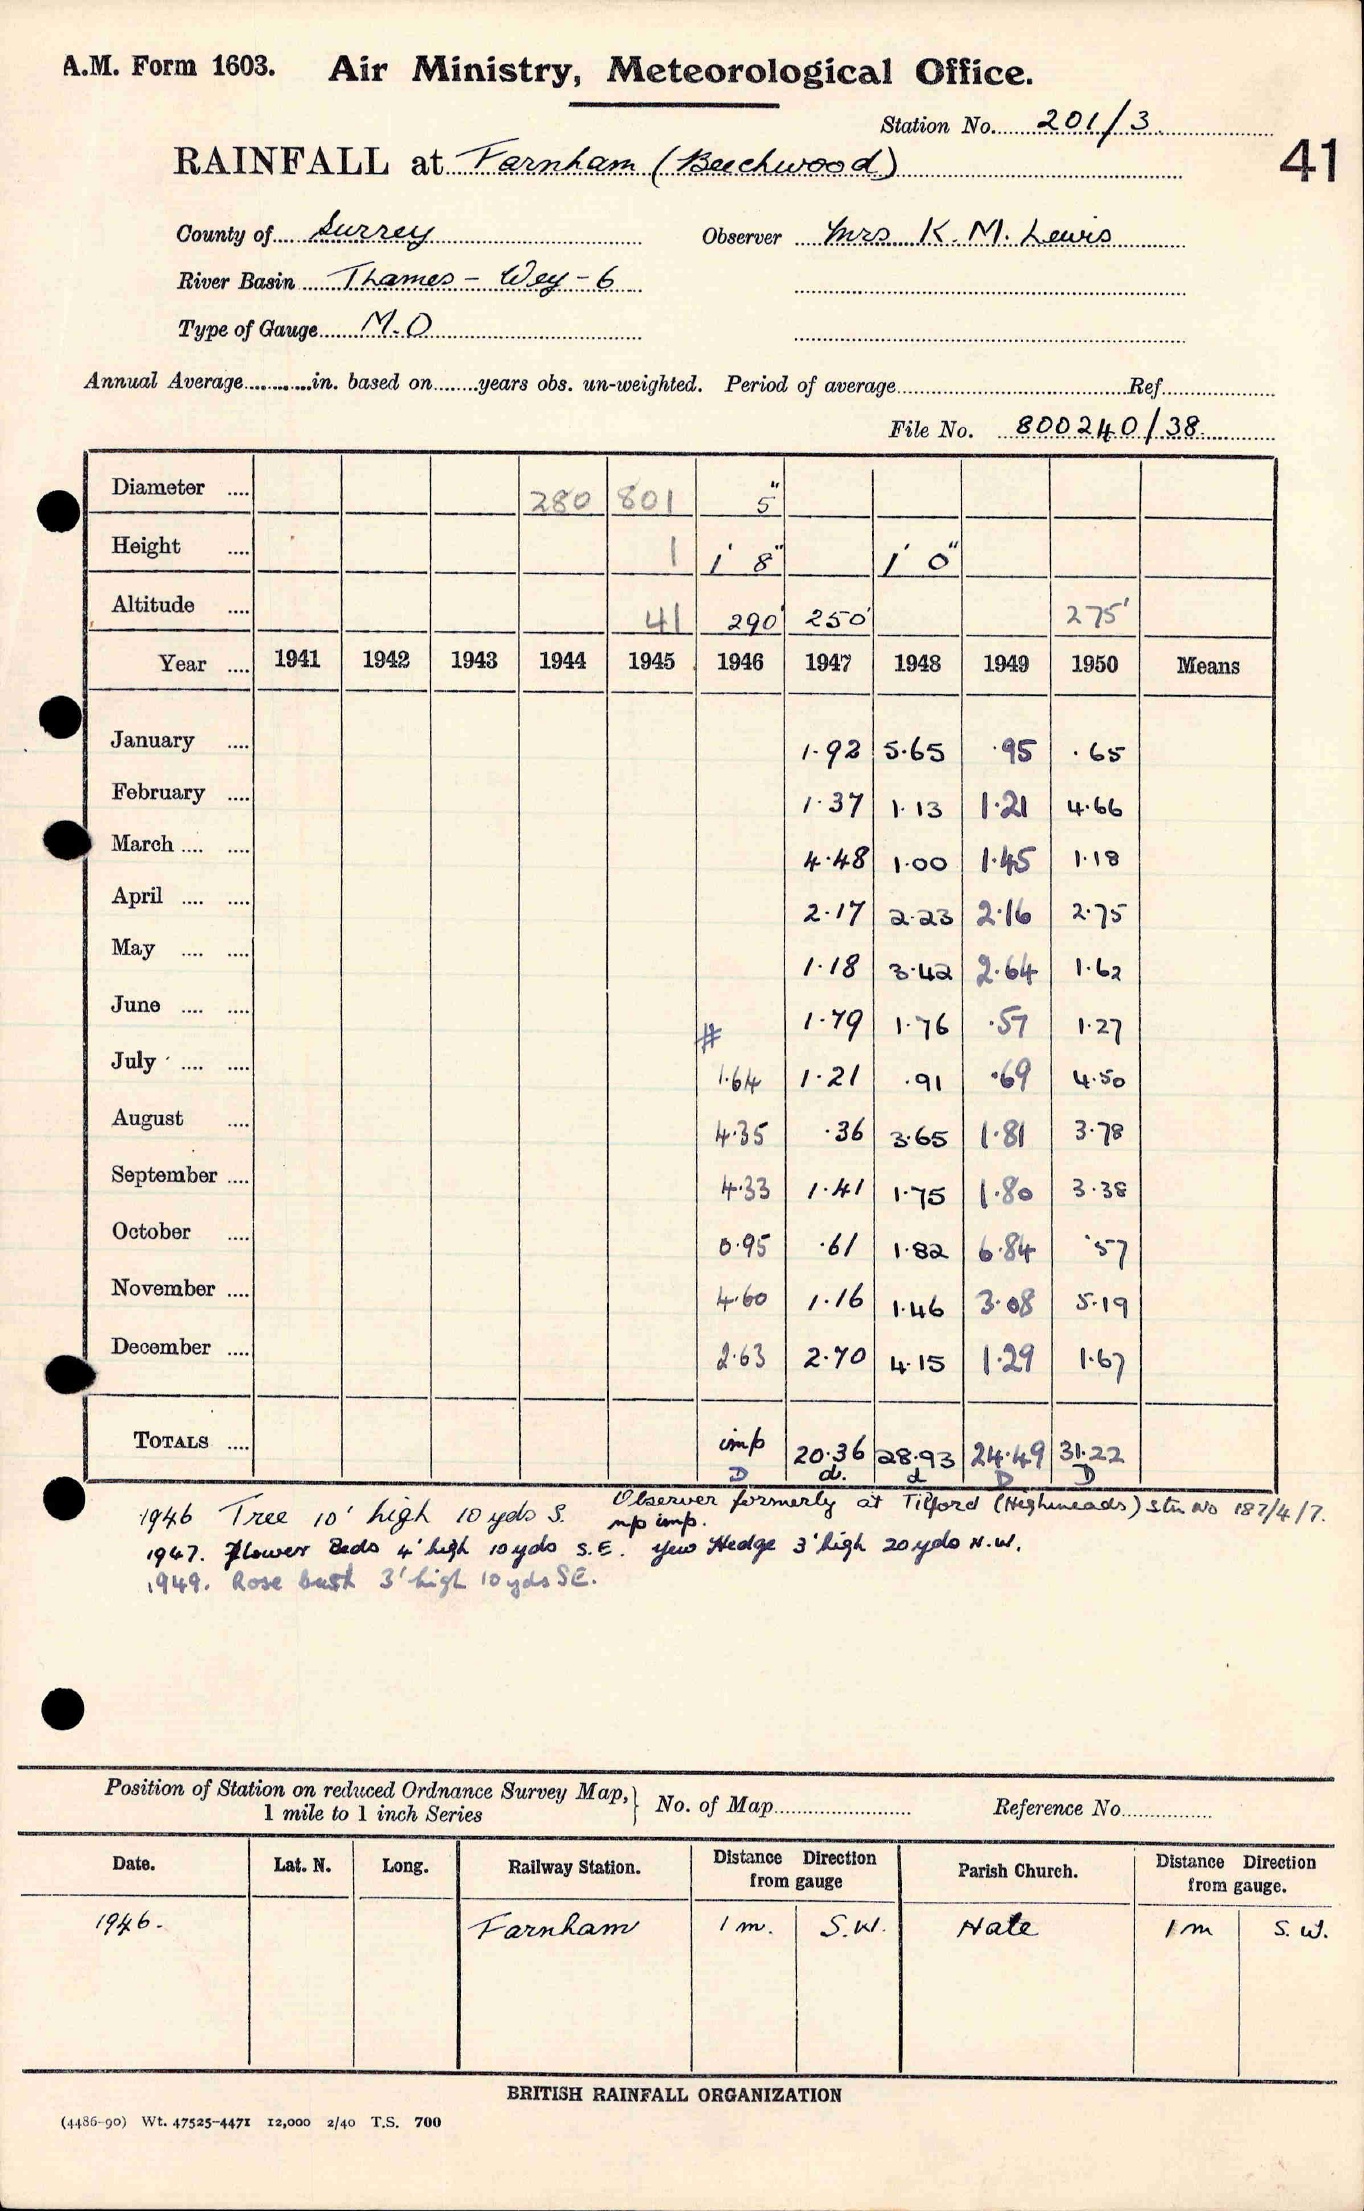 A.M. Form 1603. Air Ministry, Meteorological Office.
Station No. 201/3
41
RAINFALL at Farnham (Beechwood)
County of Surrey Observer Mrs K. M. Lewis
River Basin Thames - Wey - 6
Type of Gauge M.O
Annual Average in. based on years obs. un-weighted. Period of average Ref
File No. 800240/38
Diameter 280 801 5"
Height 1 1' 8" 1' 0"
Altitude 41 290' 250' 275'
Year 1941 1942 1943 1944 1945 1946 1947 1948 1949 1950 Means
January 1.92 5.65 .95 .65
February 1.37 1.13 1.21 4.66
March 4.48 1.00 1.45 1.18
April 2.17 2.23 2.16 2.75
May 1.18 3.42 2.64 1.62
June # 1.79 1.76 .57 1.27
July 1.64 1.21 .91 .69 4.50
August 4.35 .36 3.65 1.81 3.78
September 4.33 1.41 1.75 1.80 3.38
October 0.95 .61 1.82 6.84 .57
November 4.60 1.16 1.46 3.08 5.19
December 2.63 2.70 4.15 1.29 1.67
TOTALS imp 20.36 28.93 24.49 31.22
D d. d D D
1946 Tree 10' high 10 yds S. Observer formerly at Tilford (Highmeads) Stn No 187/4/7.
np imp.
1947. Flower Beds 4' high 10 yds S.E. Yew Hedge 3' high 20 yds N.W.
1949. Rose bush 3' high 10 yds SE.
Position of Station on reduced Ordnance Survey Map,
1 mile to 1 inch Series } No. of Map Reference No
Date. Lat. N. Long. Railway Station. Distance Direction from gauge Parish Church. Distance Direction from gauge.
1946. Farnham 1 m. S.W. Hale 1 m S. W.
BRITISH RAINFALL ORGANIZATION
(4486-90) Wt. 47525-4471 12,000 2/40 T.S. 700